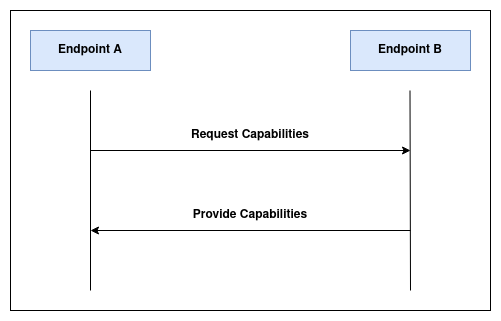 Endpoint A
Endpoint B
Request Capabilities
Provide Capabilities